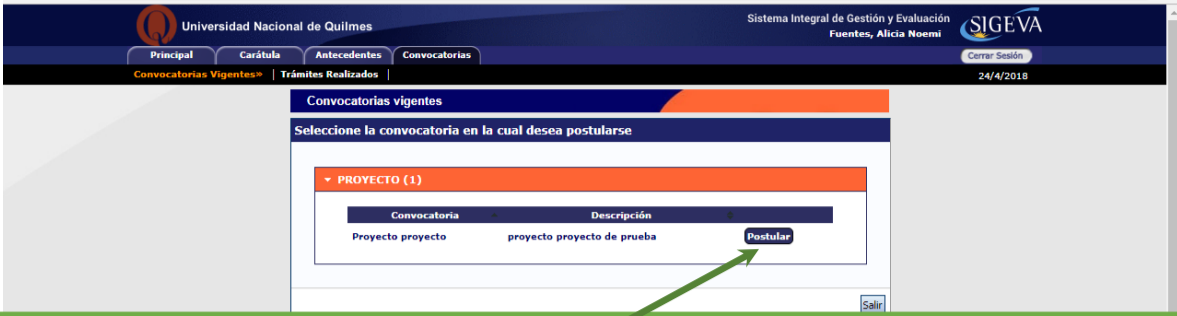 Universidad Nacional de Quilmes
Sistema Integral de Gestión y Evaluación
Fuentes, Alicia Noemi
SIGEVA
Principal Carátula Antecedentes Convocatorias
Cerrar Sesión
Convocatorias Vigentes» | Trámites Realizados |
24/4/2018
Convocatorias vigentes
Seleccione la convocatoria en la cual desea postularse
PROYECTO (1)
Convocatoria Descripción
Proyecto proyecto proyecto proyecto de prueba Postular
Salir